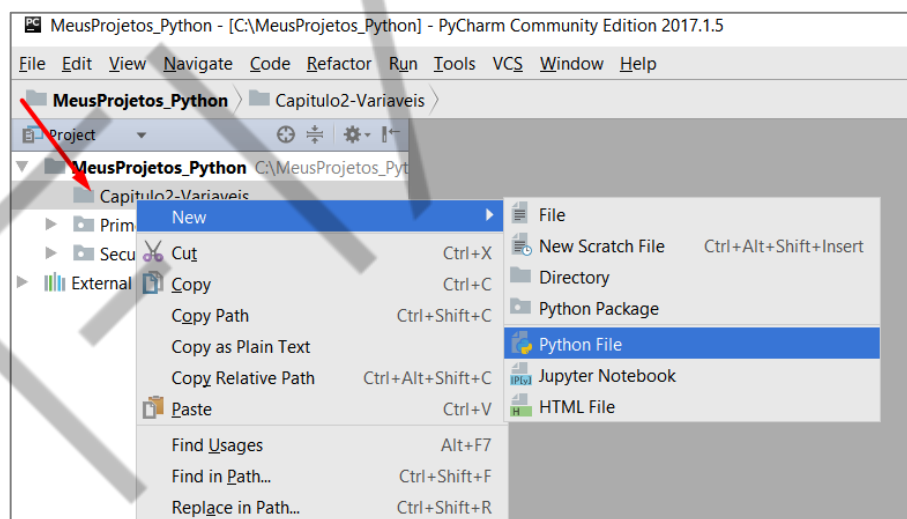 MeusProjetos_Python - [C:\MeusProjetos_Python] - PyCharm Community Edition 2017.1.5
File Edit View Navigate Code Refactor Run Tools VCS Window Help
MeusProjetos_Python Capitulo2-Variaveis
Project
MeusProjetos_Python C:\MeusProjetos_Pyt
Capitulo2-Variaveis
New
Prim
Secu
External
Cut Ctrl+X
Copy Ctrl+C
Copy Path Ctrl+Shift+C
Copy as Plain Text
Copy Relative Path Ctrl+Alt+Shift+C
Paste Ctrl+V
Find Usages Alt+F7
Find in Path... Ctrl+Shift+F
Replace in Path... Ctrl+Shift+R
File
New Scratch File Ctrl+Alt+Shift+Insert
Directory
Python Package
Python File
Jupyter Notebook
HTML File